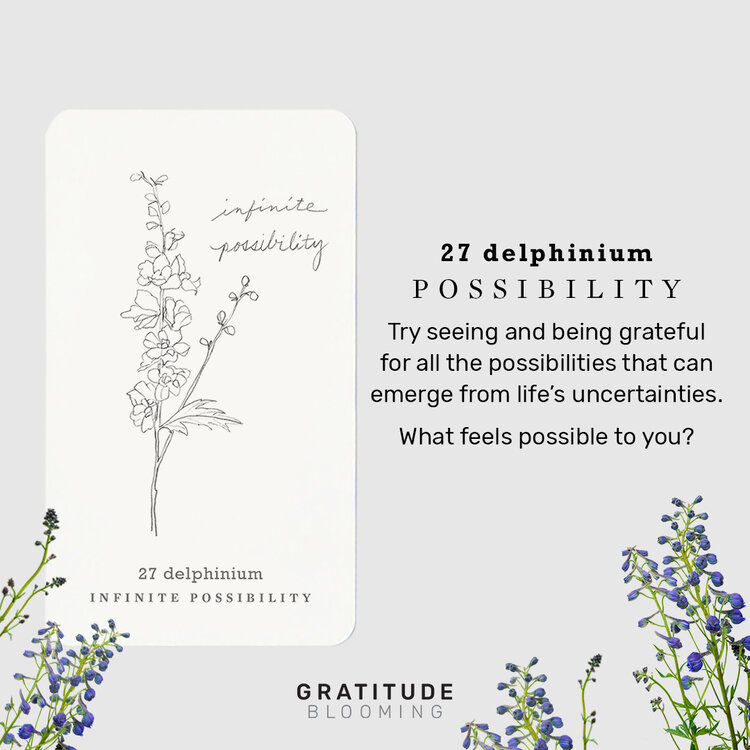 infinite
possibility
27 delphinium
INFINITE POSSIBILITY
27 delphinium
POSSIBILITY
Try seeing and being grateful
for all the possibilities that can
emerge from life’s uncertainties.
What feels possible to you?
GRATITUDE
BLOOMING